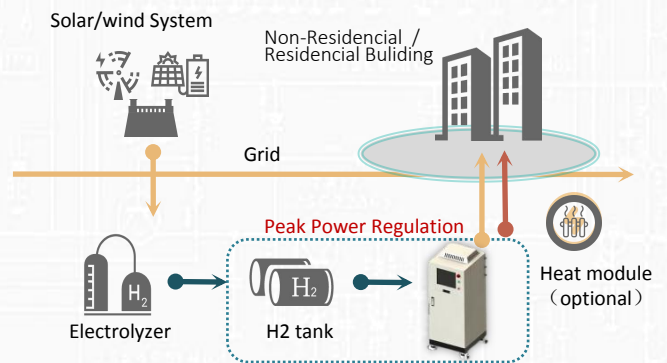 Solar/wind System
Non-Residencial /
Residencial Buliding
Grid
Peak Power Regulation
H2
H2
Electrolyzer
H2 tank
Heat module
（optional）